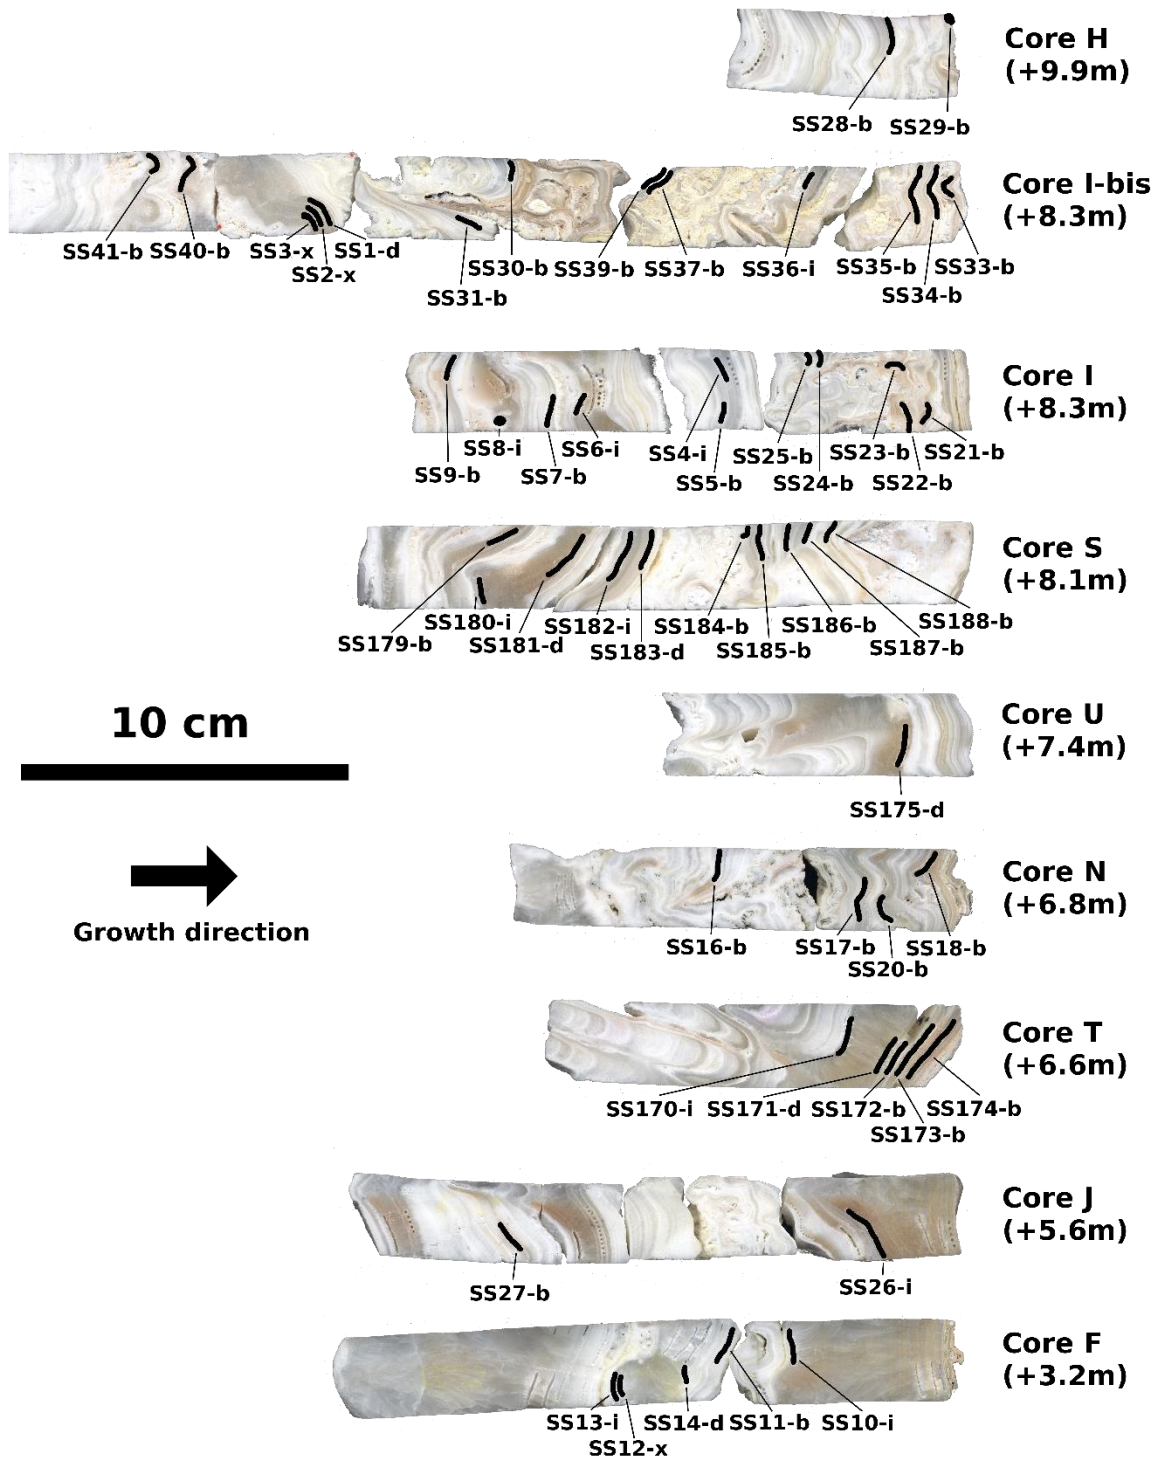 Core H
(+9.9m)
SS28-b SS29-b
Core I-bis
(+8.3m)
SS41-b SS40-b SS3-x SS1-d
SS2-x
SS30-b SS39-b SS37-b SS36-i SS35-b SS33-b
SS31-b SS34-b
Core I
(+8.3m)
SS8-i SS6-i SS4-i SS25-b SS23-b SS21-b
SS9-b SS7-b SS5-b SS24-b SS22-b
Core S
(+8.1m)
SS180-i SS182-i SS184-b SS186-b SS188-b
SS179-b SS181-d SS183-d SS185-b SS187-b
Core U
(+7.4m)
SS175-d
10 cm
Growth direction
Core N
(+6.8m)
SS16-b SS17-b SS18-b
SS20-b
Core T
(+6.6m)
SS170-i SS171-d SS172-b SS174-b
SS173-b
Core J
(+5.6m)
SS27-b SS26-i
Core F
(+3.2m)
SS13-i SS14-d SS11-b SS10-i
SS12-x